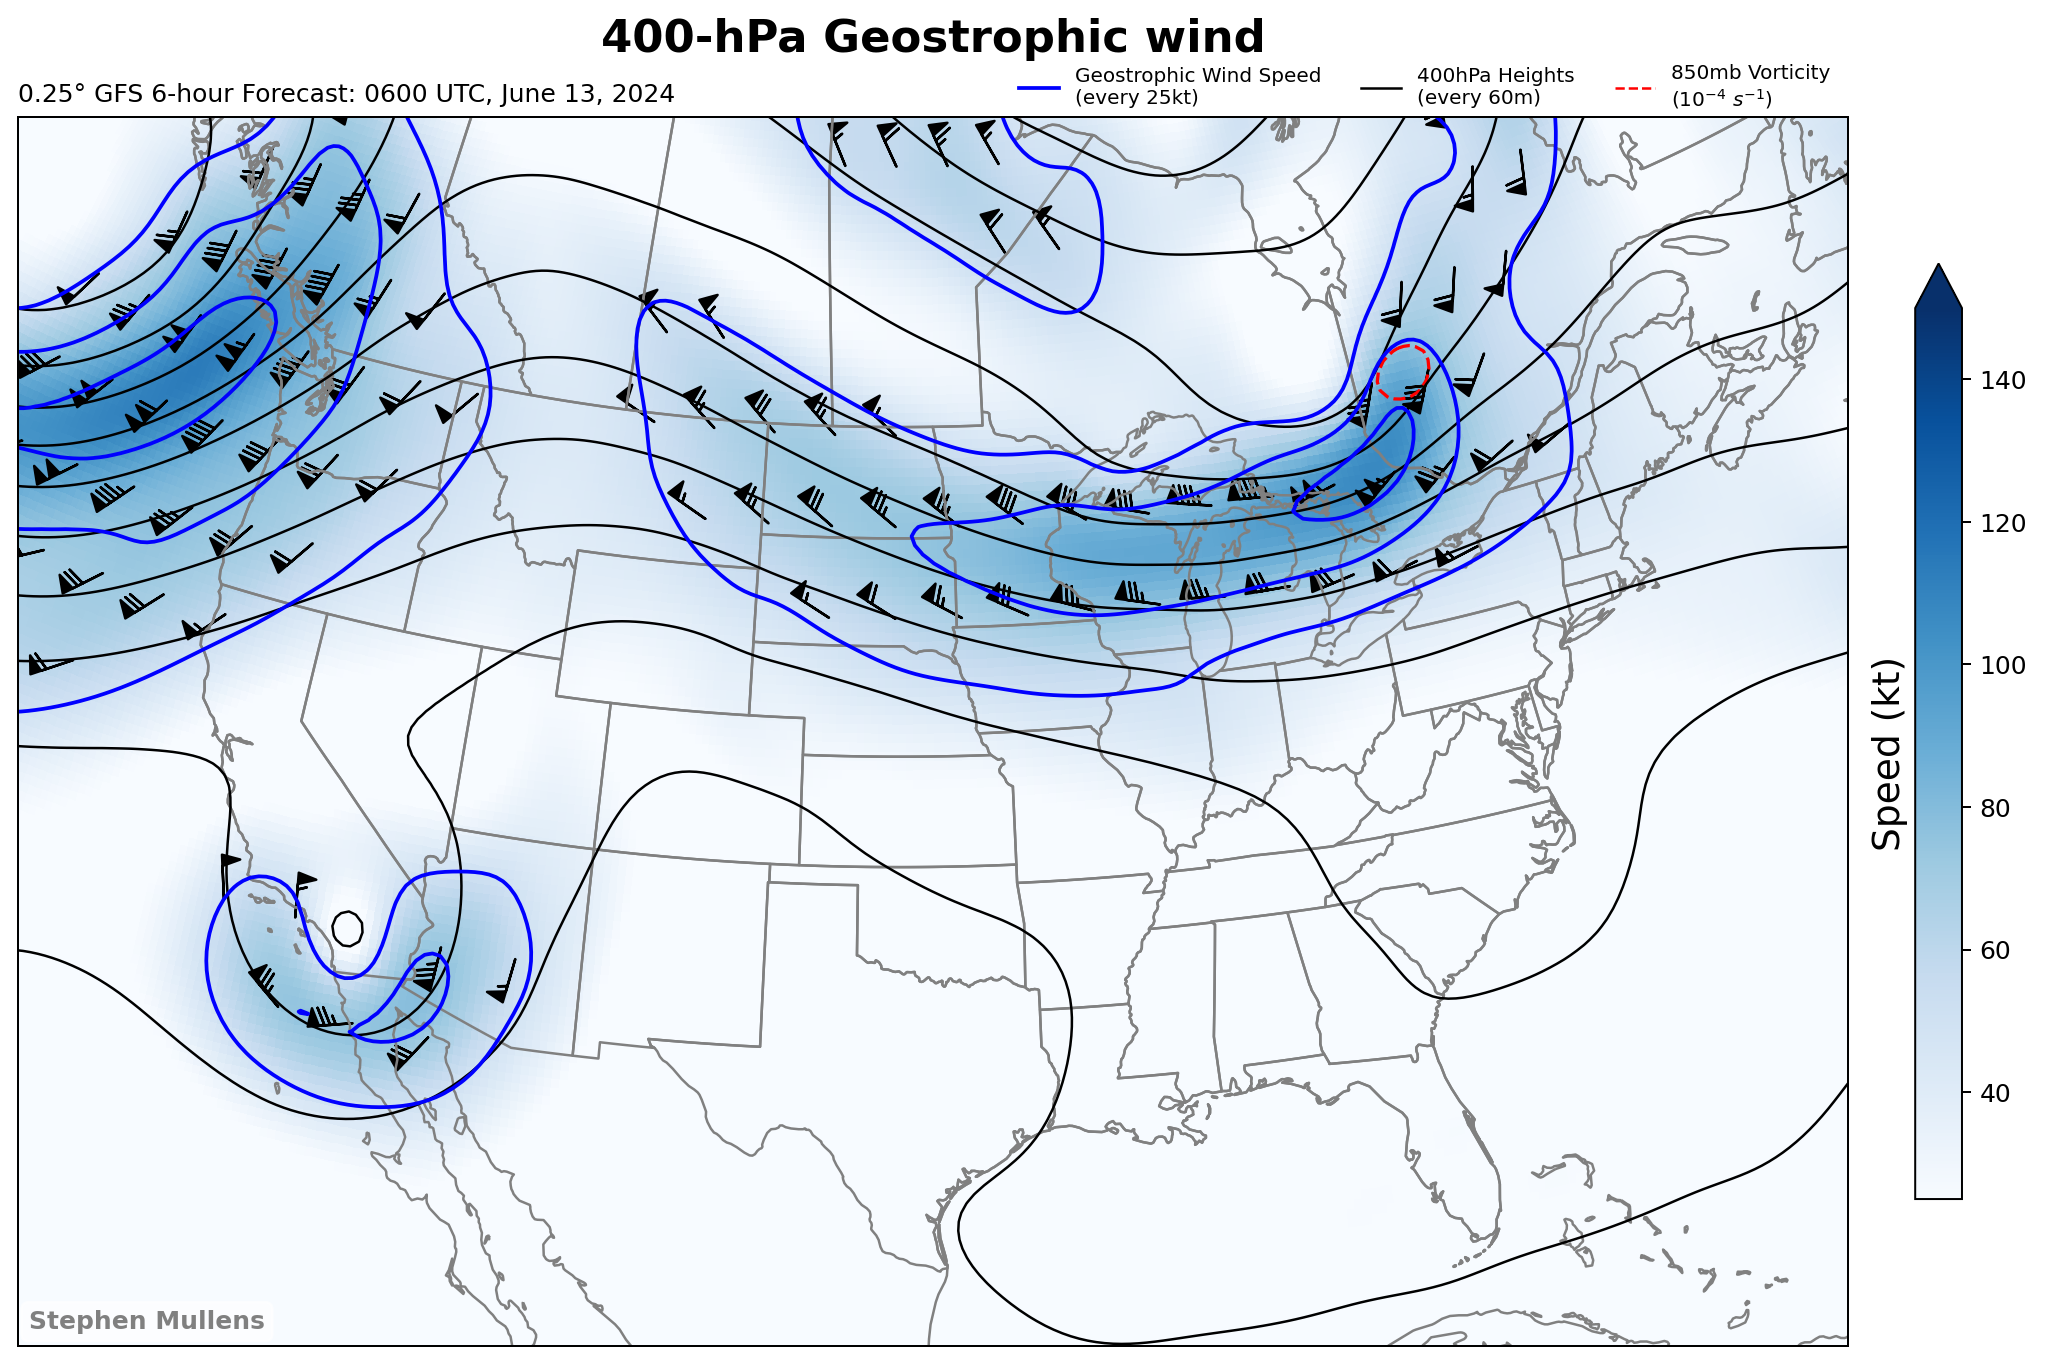 400-hPa Geostrophic wind
0.25° GFS 6-hour Forecast: 0600 UTC, June 13, 2024
Geostrophic Wind Speed
(every 25kt)
400hPa Heights
(every 60m)
850mb Vorticity
(10⁻⁴ s⁻¹)
140
120
100
80
60
40
Speed (kt)
Stephen Mullens